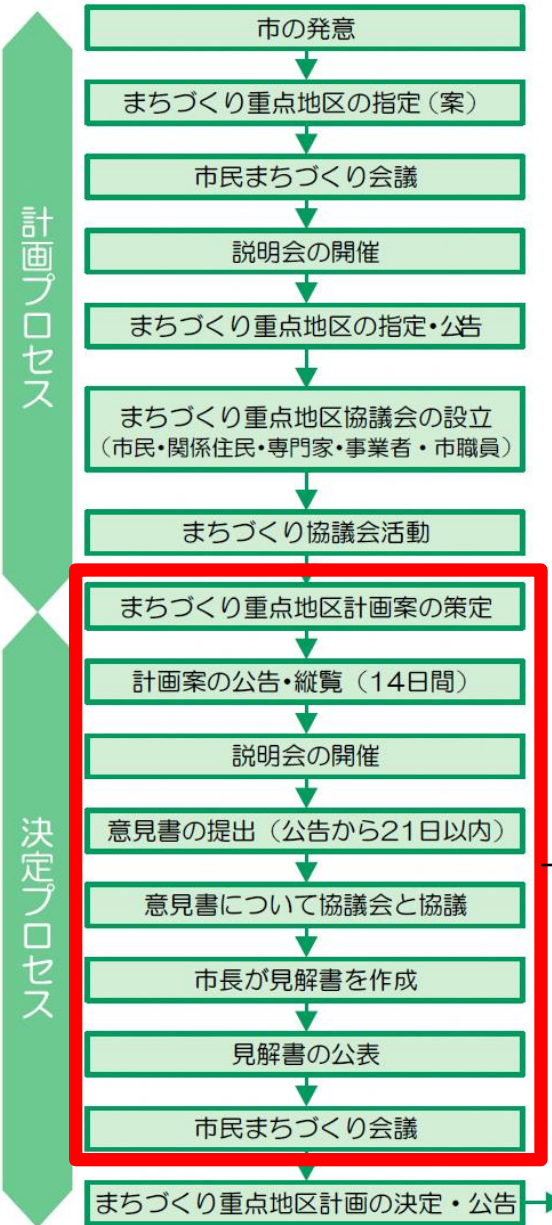 計画プロセス
市の発意
まちづくり重点地区の指定（案）
市民まちづくり会議
説明会の開催
まちづくり重点地区の指定・公告
まちづくり重点地区協議会の設立
（市民・関係住民・専門家・事業者・市職員）
まちづくり協議会活動
決定プロセス
まちづくり重点地区計画案の策定
計画案の公告・縦覧（14日間）
説明会の開催
意見書の提出（公告から21日以内）
意見書について協議会と協議
市長が見解書を作成
見解書の公表
市民まちづくり会議
まちづくり重点地区計画の決定・公告